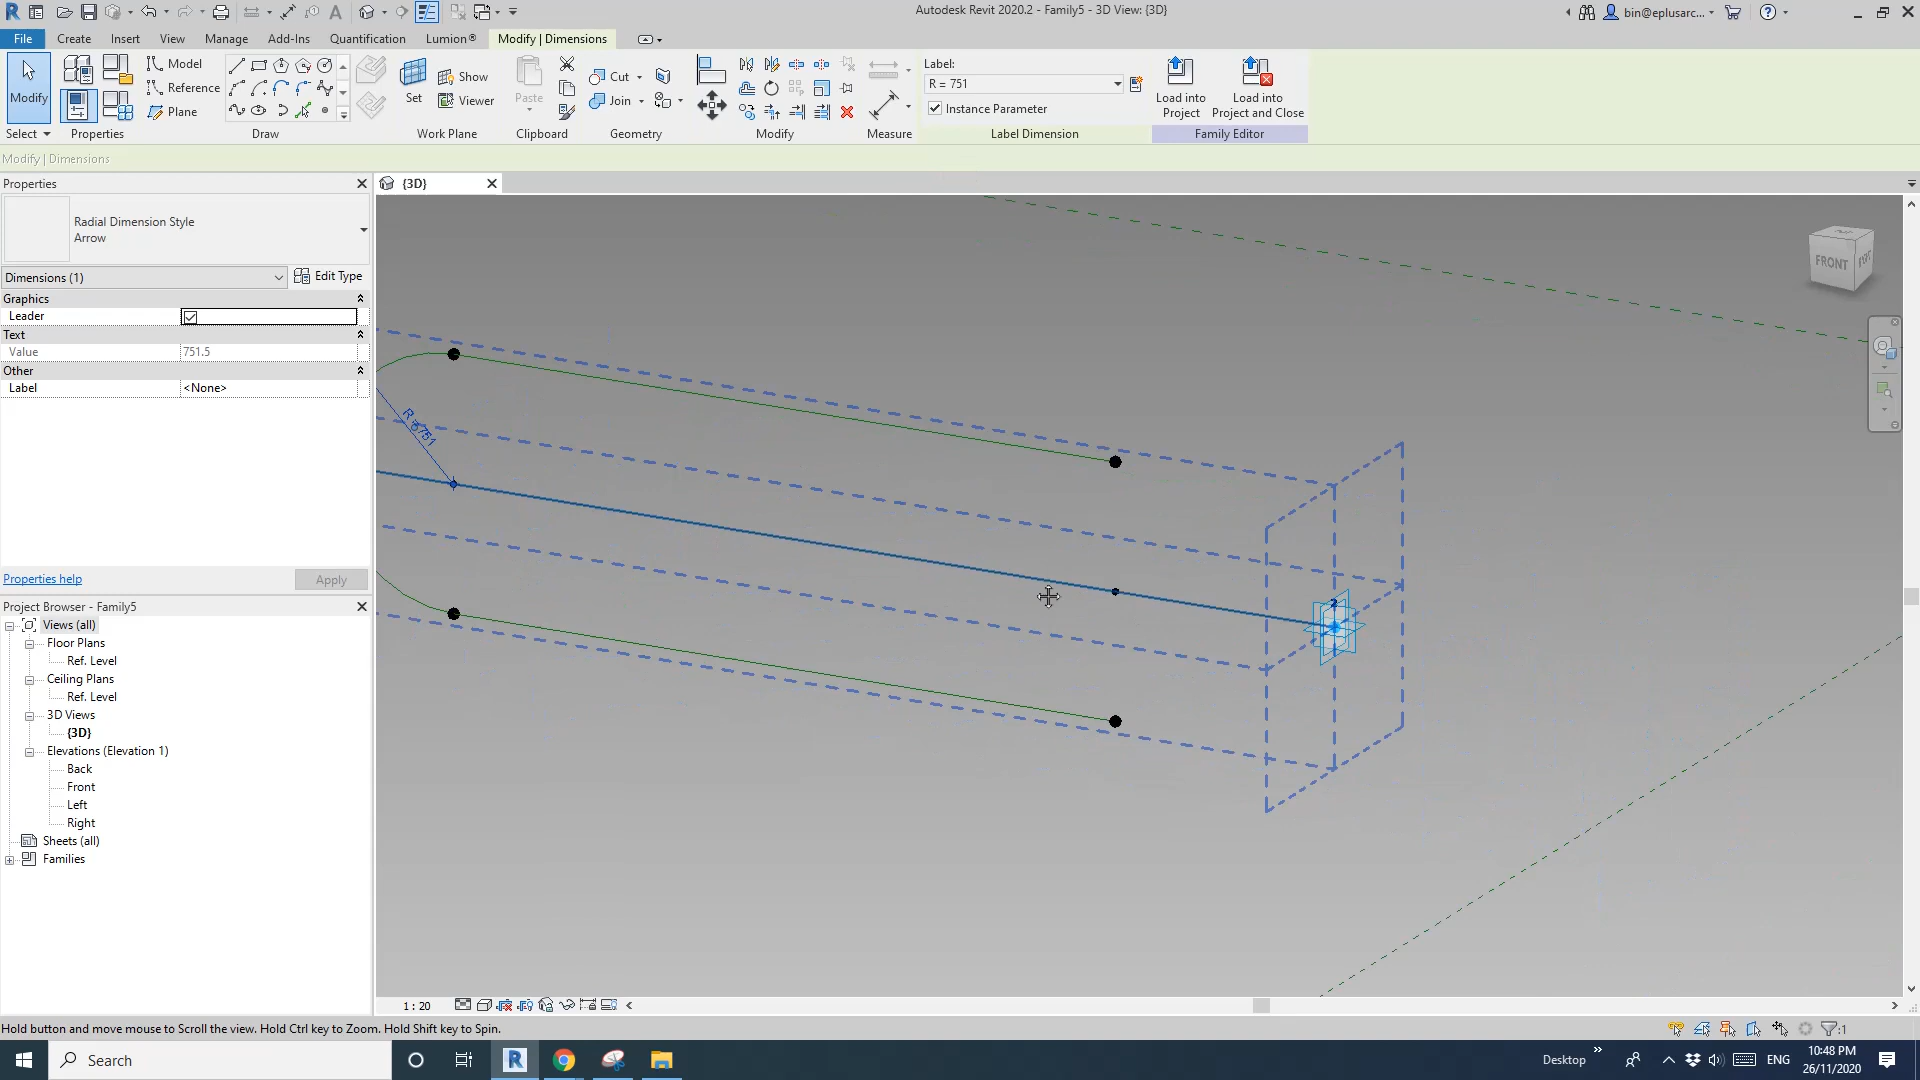 Autodesk Revit 2020.2 - Family5 - 3D View: {3D}
bin@eplusarc...
File
Create
Insert
View
Manage
Add-Ins
Quantification
Lumion®
Modify | Dimensions
Modify
Select
Properties
Model
Reference
Plane
Draw
Set
Show
Viewer
Work Plane
Paste
Clipboard
Cut
Join
Geometry
Modify
Measure
Label:
R = 751
Instance Parameter
Label Dimension
Load into
Project
Load into
Project and Close
Family Editor
Modify | Dimensions
Properties
Radial Dimension Style
Arrow
Dimensions (1)
Edit Type
Graphics
Leader
Text
Value 751.5
Other
Label <None>
Properties help
Apply
Project Browser - Family5
Views (all)
Floor Plans
Ref. Level
Ceiling Plans
Ref. Level
3D Views
{3D}
Elevations (Elevation 1)
Back
Front
Left
Right
Sheets (all)
Families
{3D}
FRONT
R = 751
2
1 : 20
Hold button and move mouse to Scroll the view. Hold Ctrl key to Zoom. Hold Shift key to Spin.
:1
Search
Desktop
ENG
10:48 PM
26/11/2020